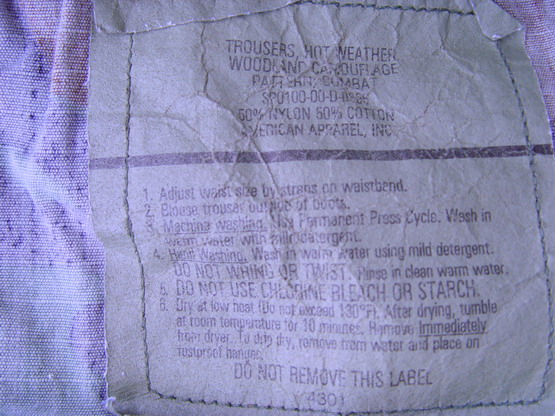 TROUSERS, HOT WEATHER
WOODLAND CAMOUFLAGE
PATTERN: COMBAT
SP0100-00-D-
50% NYLON 50% COTTON
AMERICAN APPAREL, INC.
1. Adjust waist size by straps on waistband.
2. Blouse trouser outside of boots.
3. Machine washing. Use Permanent Press Cycle. Wash in
warm water with mild detergent.
4. Hand Washing. Wash in warm water using mild detergent.
DO NOT WRING OR TWIST. Rinse in clean warm water.
5. DO NOT USE CHLORINE BLEACH OR STARCH.
6. Dry at low heat (Do not exceed 130°F). After drying, tumble
at room temperature for 10 minutes. Remove Immediately
from dryer. To drip dry, remove from water and place on
rustproof hanger.
DO NOT REMOVE THIS LABEL